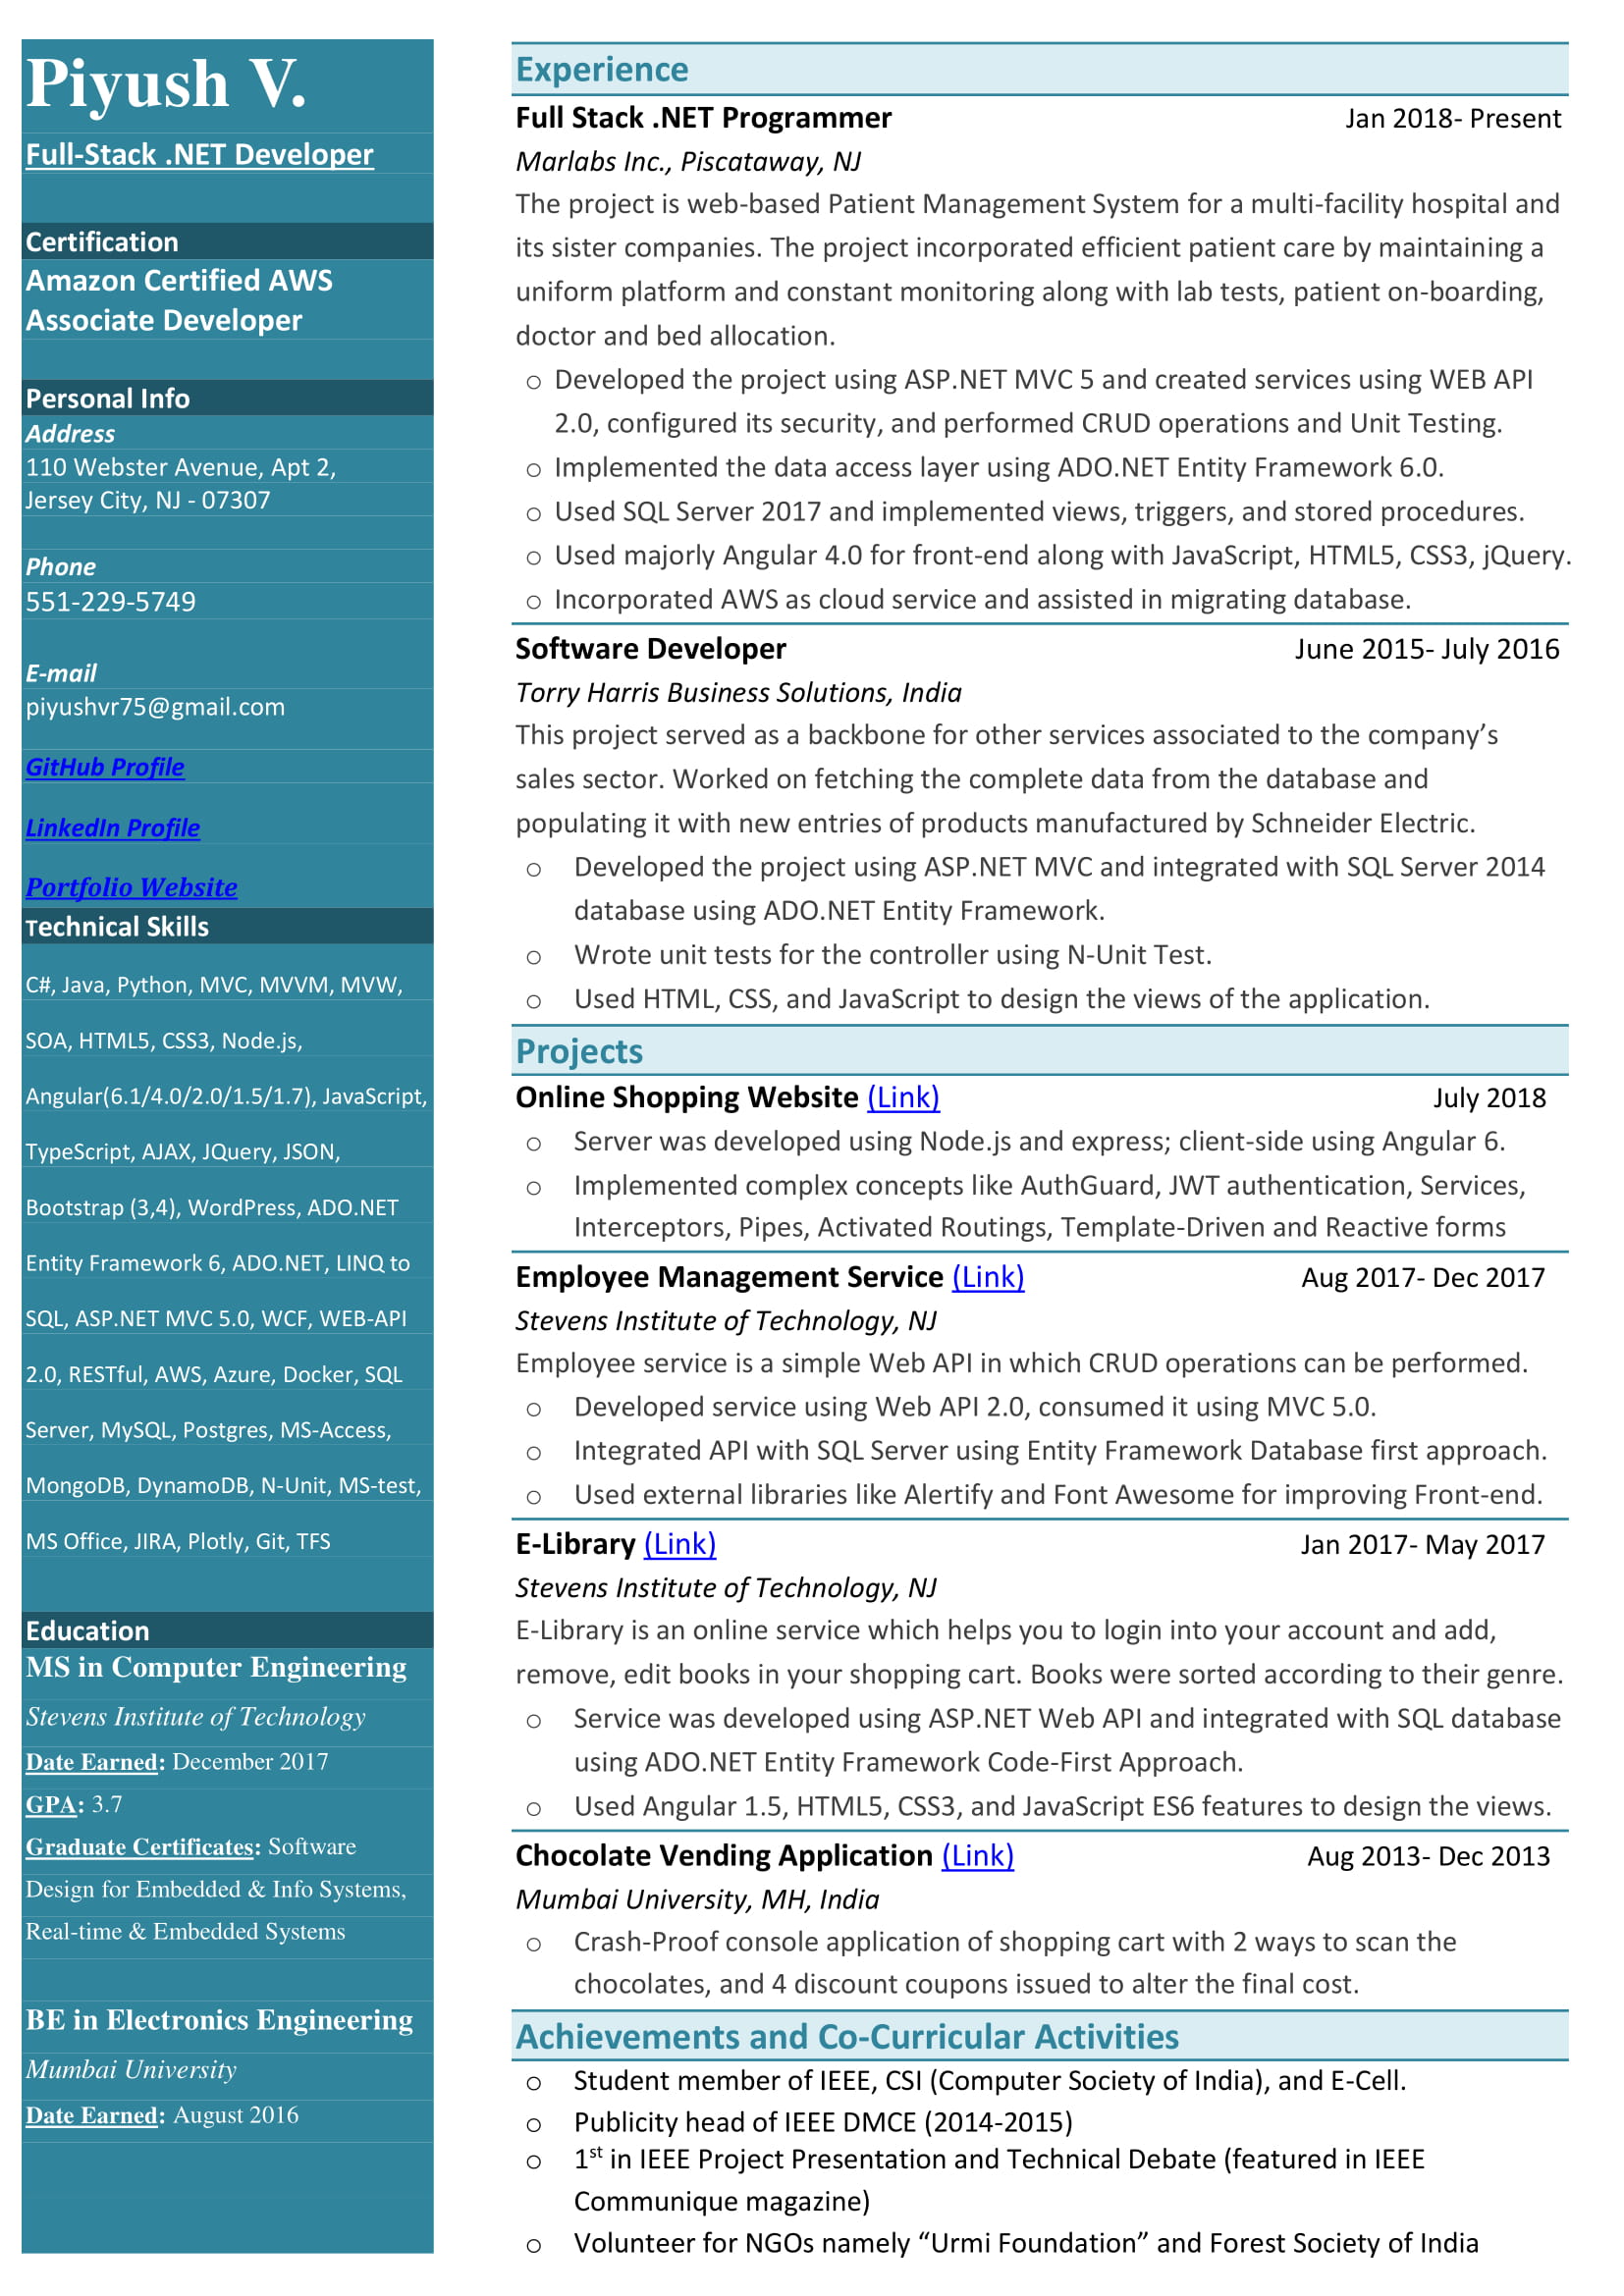 Piyush V.
Full-Stack .NET Developer
Certification
Amazon Certified AWS
Associate Developer
Personal Info
Address
110 Webster Avenue, Apt 2,
Jersey City, NJ - 07307
Phone
551-229-5749
E-mail
piyushvr75@gmail.com
GitHub Profile
LinkedIn Profile
Portfolio Website
Technical Skills
C#, Java, Python, MVC, MVVM, MVW,
SOA, HTML5, CSS3, Node.js,
Angular(6.1/4.0/2.0/1.5/1.7), JavaScript,
TypeScript, AJAX, JQuery, JSON,
Bootstrap (3,4), WordPress, ADO.NET
Entity Framework 6, ADO.NET, LINQ to
SQL, ASP.NET MVC 5.0, WCF, WEB-API
2.0, RESTful, AWS, Azure, Docker, SQL
Server, MySQL, Postgres, MS-Access,
MongoDB, DynamoDB, N-Unit, MS-test,
MS Office, JIRA, Plotly, Git, TFS
Education
MS in Computer Engineering
Stevens Institute of Technology
Date Earned: December 2017
GPA: 3.7
Graduate Certificates: Software
Design for Embedded & Info Systems,
Real-time & Embedded Systems
BE in Electronics Engineering
Mumbai University
Date Earned: August 2016
Experience
Full Stack .NET Programmer Jan 2018- Present
Marlabs Inc., Piscataway, NJ
The project is web-based Patient Management System for a multi-facility hospital and
its sister companies. The project incorporated efficient patient care by maintaining a
uniform platform and constant monitoring along with lab tests, patient on-boarding,
doctor and bed allocation.
o Developed the project using ASP.NET MVC 5 and created services using WEB API
2.0, configured its security, and performed CRUD operations and Unit Testing.
o Implemented the data access layer using ADO.NET Entity Framework 6.0.
o Used SQL Server 2017 and implemented views, triggers, and stored procedures.
o Used majorly Angular 4.0 for front-end along with JavaScript, HTML5, CSS3, jQuery.
o Incorporated AWS as cloud service and assisted in migrating database.
Software Developer June 2015- July 2016
Torry Harris Business Solutions, India
This project served as a backbone for other services associated to the company’s
sales sector. Worked on fetching the complete data from the database and
populating it with new entries of products manufactured by Schneider Electric.
o Developed the project using ASP.NET MVC and integrated with SQL Server 2014
database using ADO.NET Entity Framework.
o Wrote unit tests for the controller using N-Unit Test.
o Used HTML, CSS, and JavaScript to design the views of the application.
Projects
Online Shopping Website (Link) July 2018
o Server was developed using Node.js and express; client-side using Angular 6.
o Implemented complex concepts like AuthGuard, JWT authentication, Services,
Interceptors, Pipes, Activated Routings, Template-Driven and Reactive forms
Employee Management Service (Link) Aug 2017- Dec 2017
Stevens Institute of Technology, NJ
Employee service is a simple Web API in which CRUD operations can be performed.
o Developed service using Web API 2.0, consumed it using MVC 5.0.
o Integrated API with SQL Server using Entity Framework Database first approach.
o Used external libraries like Alertify and Font Awesome for improving Front-end.
E-Library (Link) Jan 2017- May 2017
Stevens Institute of Technology, NJ
E-Library is an online service which helps you to login into your account and add,
remove, edit books in your shopping cart. Books were sorted according to their genre.
o Service was developed using ASP.NET Web API and integrated with SQL database
using ADO.NET Entity Framework Code-First Approach.
o Used Angular 1.5, HTML5, CSS3, and JavaScript ES6 features to design the views.
Chocolate Vending Application (Link) Aug 2013- Dec 2013
Mumbai University, MH, India
o Crash-Proof console application of shopping cart with 2 ways to scan the
chocolates, and 4 discount coupons issued to alter the final cost.
Achievements and Co-Curricular Activities
o Student member of IEEE, CSI (Computer Society of India), and E-Cell.
o Publicity head of IEEE DMCE (2014-2015)
o 1st in IEEE Project Presentation and Technical Debate (featured in IEEE
Communique magazine)
o Volunteer for NGOs namely “Urmi Foundation” and Forest Society of India